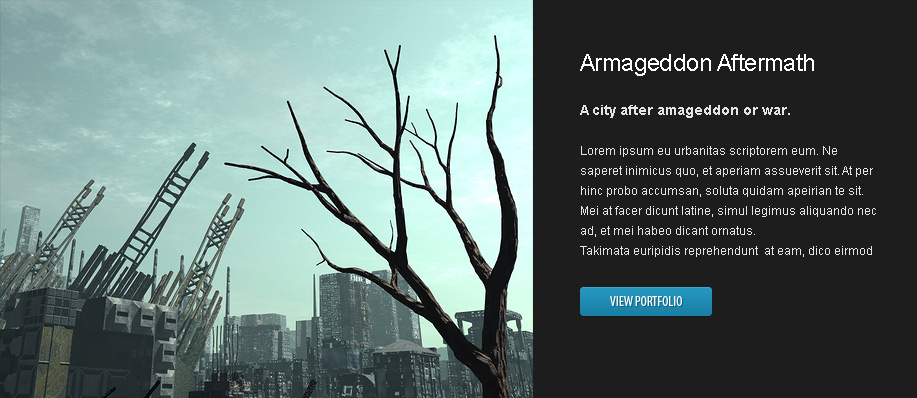 Armageddon Aftermath
A city after amageddon or war.
Lorem ipsum eu urbanitas scriptorem eum. Ne
saperet inimicus quo, et aperiam assueverit sit. At per
hinc probo accumsan, soluta quidam apeirian te sit.
Mei at facer dicunt latine, simul legimus aliquando nec
ad, et mei habeo dicant ornatus.
Takimata euripidis reprehendunt  at eam, dico eirmod
VIEW PORTFOLIO